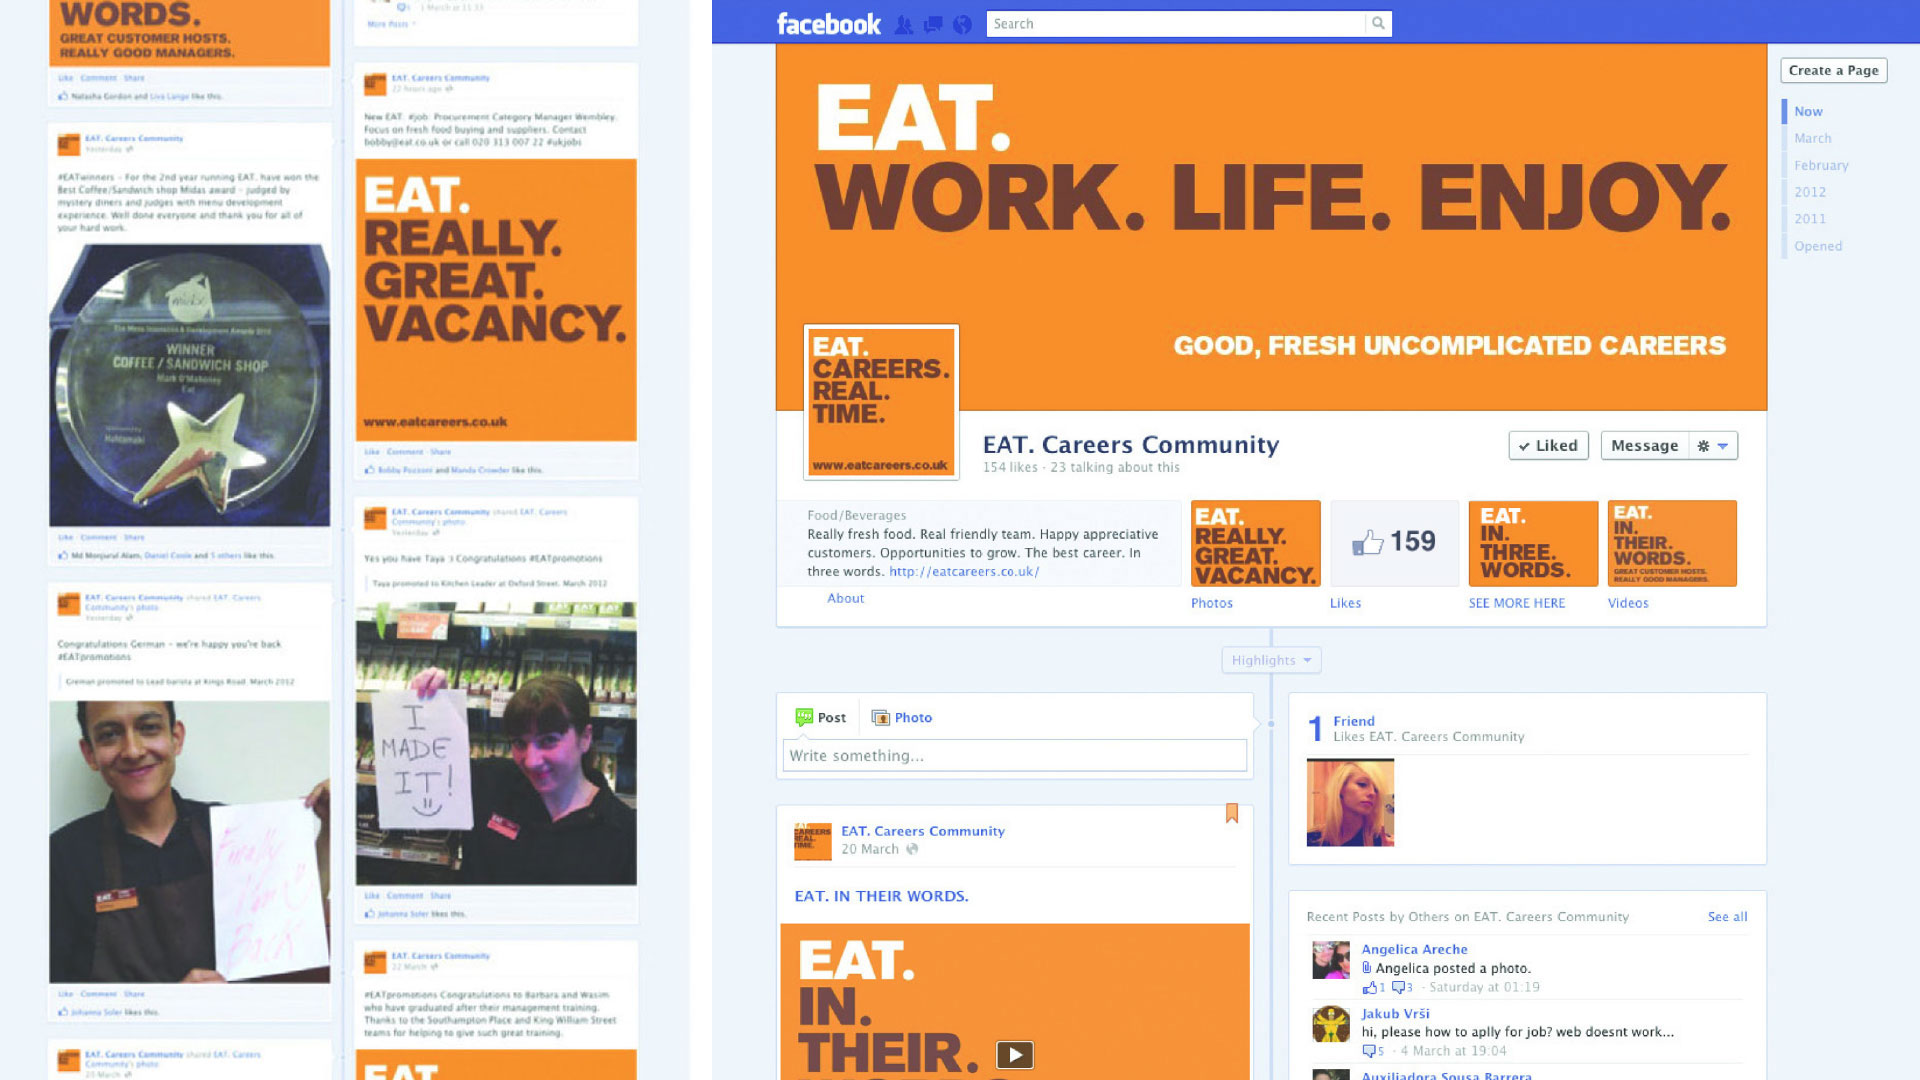 WORDS.
GREAT CUSTOMER HOSTS.
REALLY GOOD MANAGERS.
Like · Comment · Share
Natasha Gordon and Liva Lange like this.
EAT. Careers Community
Yesterday
#EATwinners - For the 2nd year running EAT. have won the
Best Coffee/Sandwich shop Midas award - judged by
mystery diners and judges with menu development
experience. Well done everyone and thank you for all of
your hard work.
WINNER
COFFEE / SANDWICH SHOP
Mark O'Mahoney
Eat
Huhtamaki
Like · Comment · Share
Md Monjurul Alam, Daniel Coole and 5 others like this.
EAT. Careers Community shared EAT. Careers
Community's photo.
Yesterday
Congratulations German - we're happy you're back
#EATpromotions
Greman promoted to Lead barista at Kings Road. March 2012
EAT.
Finally
I'm
Back
Like · Comment · Share
Johanna Soler likes this.
EAT. Careers Community shared EAT. Careers
Community's photo.
20 March
1 March at 11:33
More Posts
EAT. Careers Community
22 hours ago
New EAT. #job: Procurement Category Manager Wembley.
Focus on fresh food buying and suppliers. Contact
bobby@eat.co.uk or call 020 313 007 22 #ukjobs
EAT.
REALLY.
GREAT.
VACANCY.
www.eatcareers.co.uk
Like · Comment · Share
Bobby Pozzoni and Manda Crowder like this.
EAT. Careers Community shared EAT. Careers
Community's photo.
Yesterday
Yes you have Taya :) Congratulations #EATpromotions
Taya promoted to Kitchen Leader at Oxford Street. March 2012
I
MADE
IT!
Like · Comment · Share
Johanna Soler likes this.
EAT. Careers Community
22 March
#EATpromotions Congratulations to Barbara and Wasim
who have graduated after their management training.
Thanks to the Southampton Place and King William Street
teams for helping to give such great training.
EAT.
facebook
Search
Create a Page
Now
March
February
2012
2011
Opened
EAT.
WORK. LIFE. ENJOY.
GOOD, FRESH UNCOMPLICATED CAREERS
EAT.
CAREERS.
REAL.
TIME.
www.eatcareers.co.uk
EAT. Careers Community
154 likes · 23 talking about this
Liked
Message
Food/Beverages
Really fresh food. Real friendly team. Happy appreciative
customers. Opportunities to grow. The best career. In
three words. http://eatcareers.co.uk/
About
EAT.
REALLY.
GREAT.
VACANCY.
Photos
159
Likes
EAT.
IN.
THREE.
WORDS.
SEE MORE HERE
EAT.
IN.
THEIR.
WORDS.
GREAT CUSTOMER HOSTS.
REALLY GOOD MANAGERS.
Videos
Highlights
Post
Photo
Write something...
EAT. Careers Community
20 March
EAT. IN THEIR WORDS.
EAT.
IN.
THEIR.
1
Friend
Likes EAT. Careers Community
Recent Posts by Others on EAT. Careers Community
See all
Angelica Areche
Angelica posted a photo.
1 3 · Saturday at 01:19
Jakub Vrši
hi, please how to aplly for job? web doesnt work...
5 · 4 March at 19:04
Auxiliadora Sousa Barrera